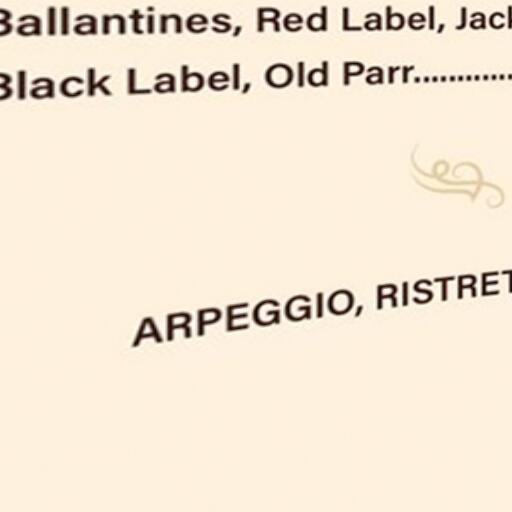 Ballantines, Red Label, Jack
Black Label, Old Parr.............
ARPEGGIO, RISTRET